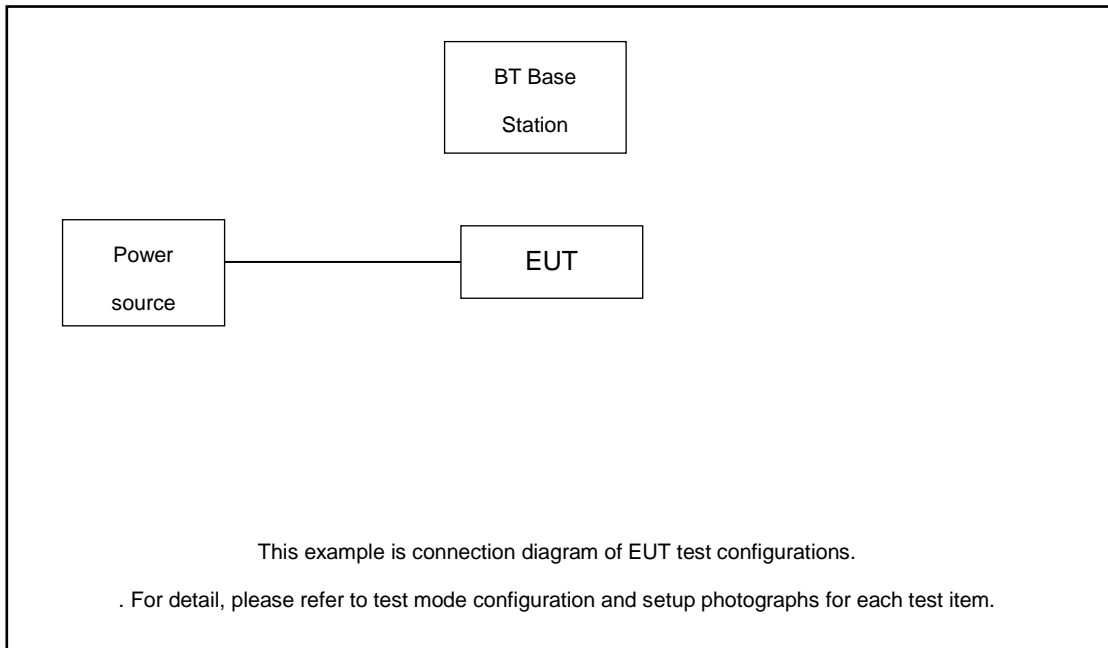 BT Base
Station
Power
source
EUT
This example is connection diagram of EUT test configurations.
. For detail, please refer to test mode configuration and setup photographs for each test item.